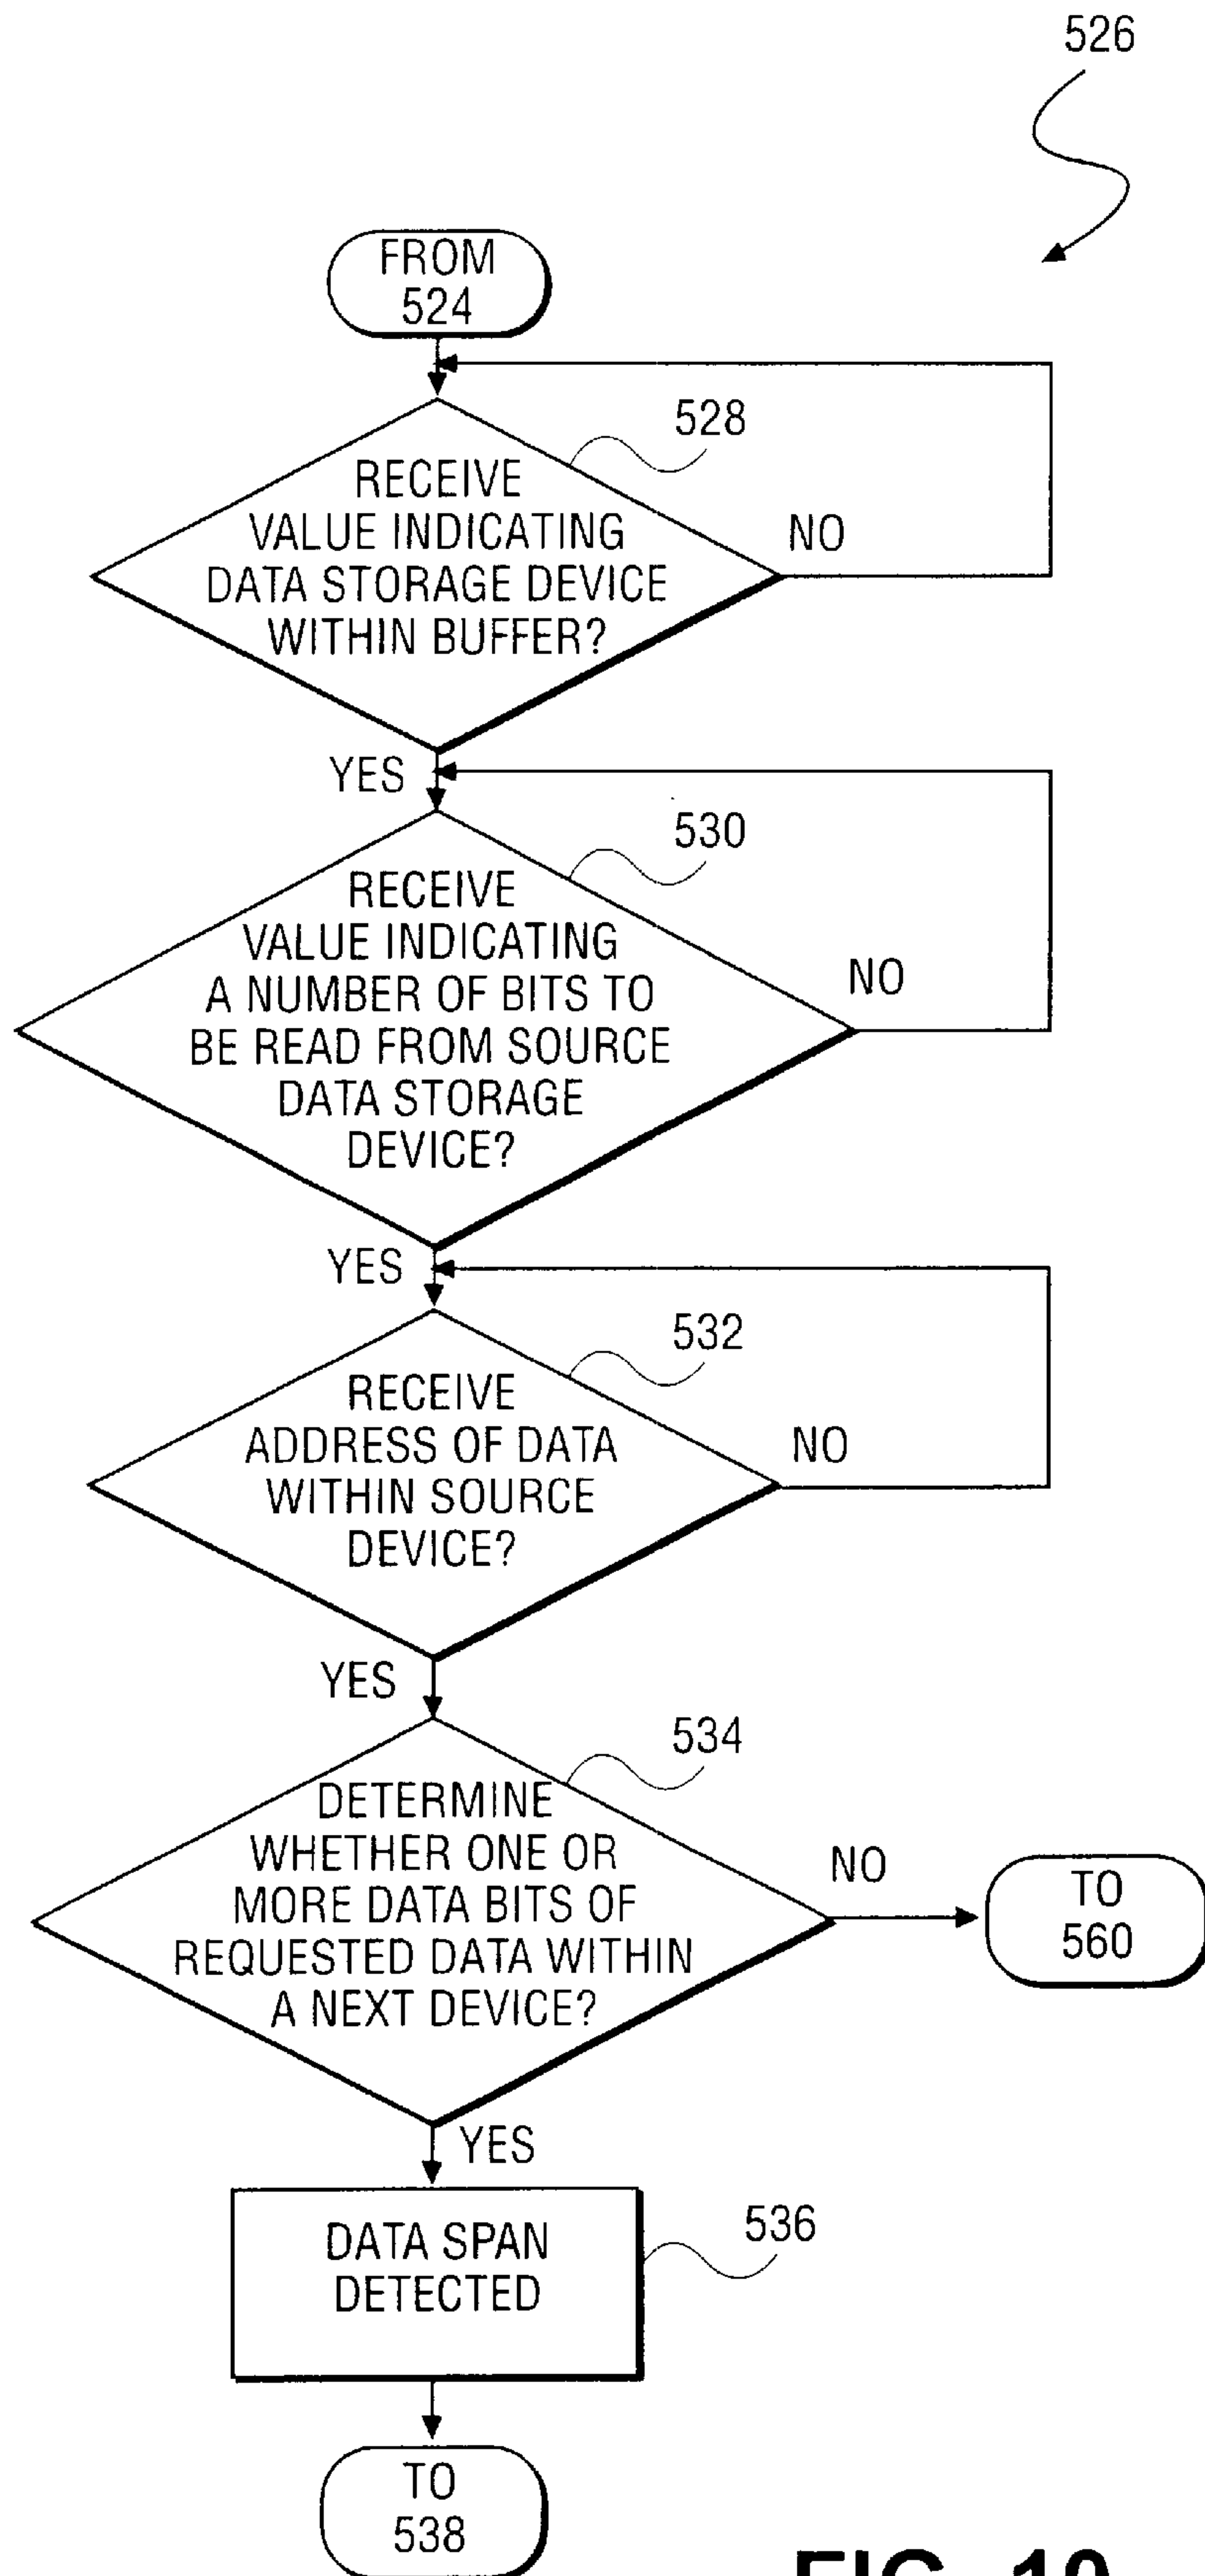 526
FROM
524
528
RECEIVE
VALUE INDICATING
DATA STORAGE DEVICE
WITHIN BUFFER?
NO
YES
530
RECEIVE
VALUE INDICATING
A NUMBER OF BITS TO
BE READ FROM SOURCE
DATA STORAGE
DEVICE?
NO
YES
532
RECEIVE
ADDRESS OF DATA
WITHIN SOURCE
DEVICE?
NO
YES
534
DETERMINE
WHETHER ONE OR
MORE DATA BITS OF
REQUESTED DATA WITHIN
A NEXT DEVICE?
NO
TO
560
YES
536
DATA SPAN
DETECTED
TO
538
FIG. 10